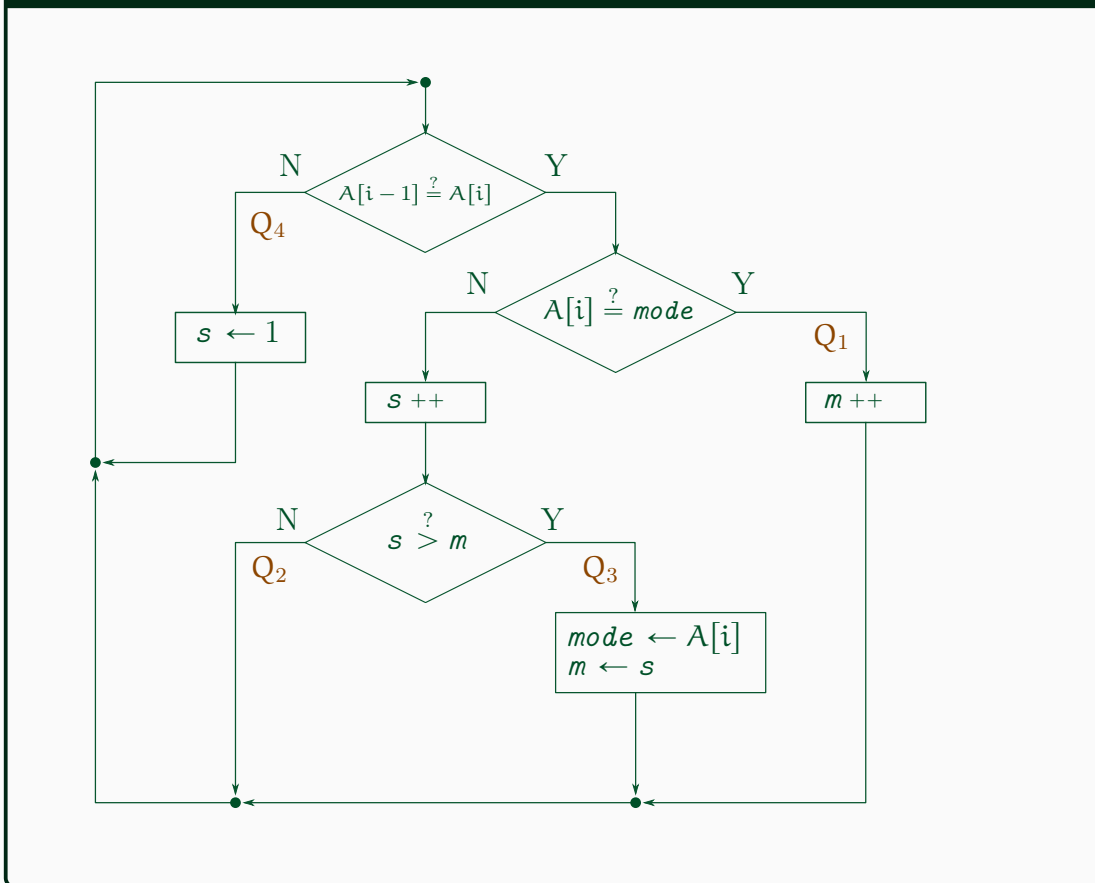 N
Y
A[i − 1] ≟ A[i]
Q₄
N
Y
A[i] ≟ mode
s ← 1
Q₁
s ++
m ++
N
Y
s >̣? m
Q₂
Q₃
mode ← A[i]
m ← s